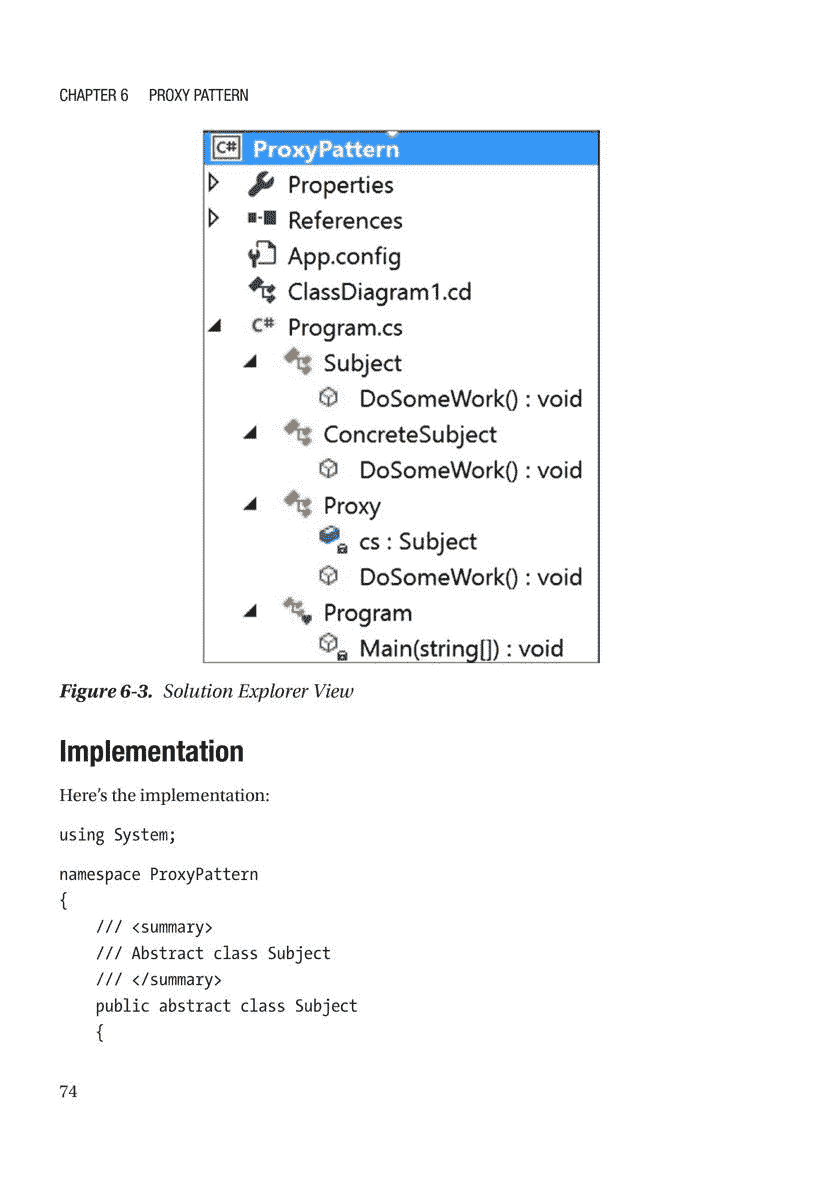 CHAPTER 6 PROXY PATTERN
C# ProxyPattern
Properties
References
App.config
ClassDiagram1.cd
C# Program.cs
Subject
DoSomeWork() : void
ConcreteSubject
DoSomeWork() : void
Proxy
cs : Subject
DoSomeWork() : void
Program
Main(string[]) : void
Figure 6-3. Solution Explorer View
Implementation
Here’s the implementation:
using System;
namespace ProxyPattern
{
/// <summary>
/// Abstract class Subject
/// </summary>
public abstract class Subject
{
74